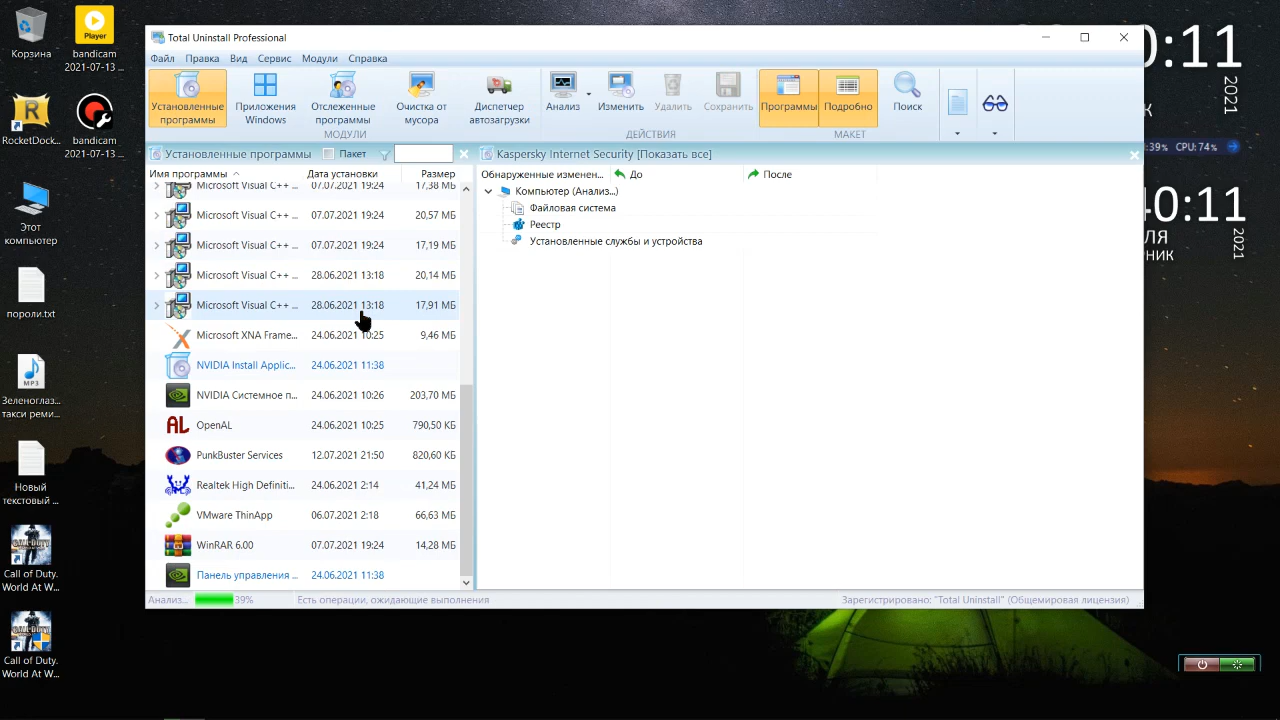 Корзина
bandicam
2021-07-13 ...
RocketDock...
bandicam
2021-07-13 ...
Этот
компьютер
пороли.txt
Зеленоглаз...
такси реми...
Новый
текстовый ...
Call of Duty.
World At W...
Call of Duty.
World At W...
Player
MP3
Total Uninstall Professional
Файл Правка Вид Сервис Модули Справка
Установленные программы
Приложения Windows
Отслеженные программы
Очистка от мусора
Диспетчер автозагрузки
МОДУЛИ
Анализ Изменить Удалить Сохранить
ДЕЙСТВИЯ
Программы Подробно
МАКЕТ
Поиск
Установленные программы Пакет
Имя программы Дата установки Размер
Microsoft Visual C++ ... 07.07.2021 19:24 17,38 МБ
Microsoft Visual C++ ... 07.07.2021 19:24 20,57 МБ
Microsoft Visual C++ ... 07.07.2021 19:24 17,19 МБ
Microsoft Visual C++ ... 28.06.2021 13:18 20,14 МБ
Microsoft Visual C++ ... 28.06.2021 13:18 17,91 МБ
Microsoft XNA Frame... 24.06.2021 10:25 9,46 МБ
NVIDIA Install Applic... 24.06.2021 11:38
NVIDIA Системное п... 24.06.2021 10:26 203,70 МБ
OpenAL 24.06.2021 10:25 790,50 КБ
PunkBuster Services 12.07.2021 21:50 820,60 КБ
Realtek High Definiti... 24.06.2021 2:14 41,24 МБ
VMware ThinApp 06.07.2021 2:18 66,63 МБ
WinRAR 6.00 07.07.2021 19:24 14,28 МБ
Панель управления ... 24.06.2021 11:38
Kaspersky Internet Security [Показать все]
Обнаруженные изменен... До После
Компьютер (Анализ...)
Файловая система
Реестр
Установленные службы и устройства
Анализ... 39% Есть операции, ожидающие выполнения Зарегистрировано: "Total Uninstall" (Общемировая лицензия)
0:11
2021
39% CPU: 74%
40:11
2021